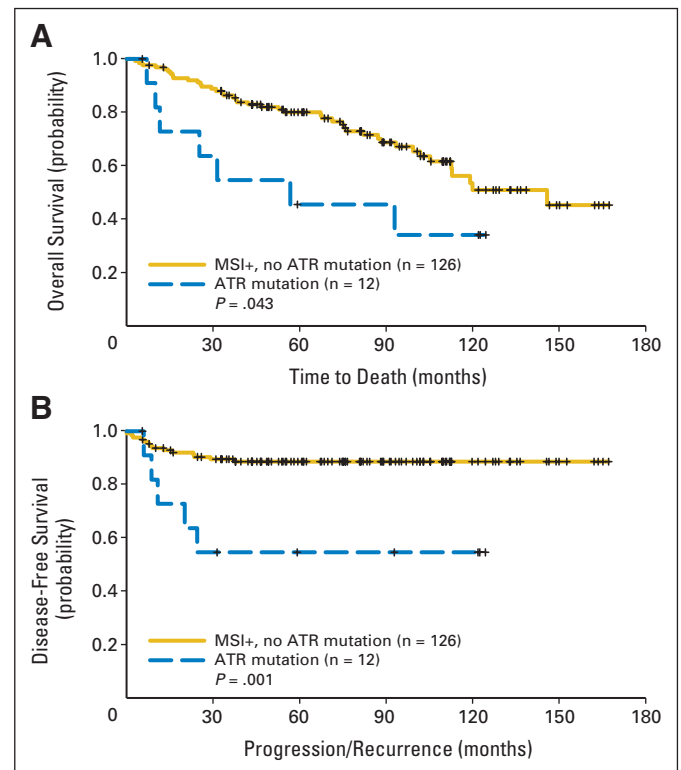 A
Overall Survival (probability)
1.0
0.8
0.6
0.4
0.2
0
30
60
90
120
150
180
MSI+, no ATR mutation (n = 126)
ATR mutation (n = 12)
P = .043
Time to Death (months)
B
Disease-Free Survival
(probability)
1.0
0.8
0.6
0.4
0.2
0
30
60
90
120
150
180
MSI+, no ATR mutation (n = 126)
ATR mutation (n = 12)
P = .001
Progression/Recurrence (months)